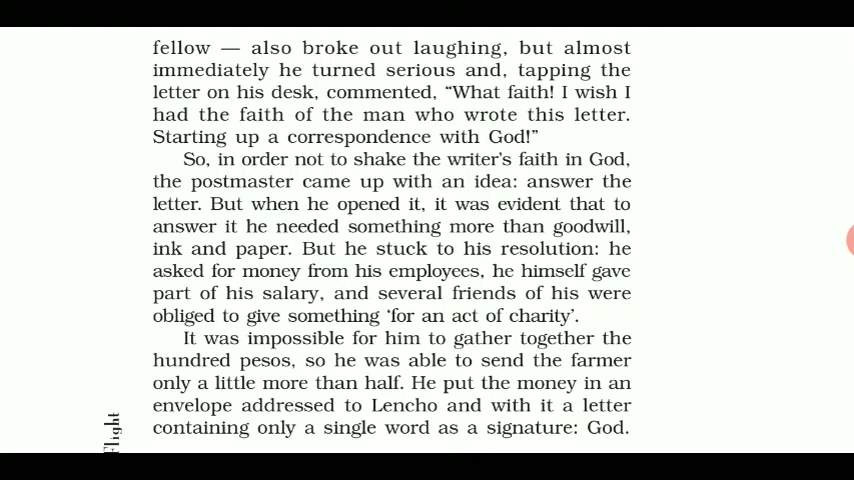 fellow — also broke out laughing, but almost
immediately he turned serious and, tapping the
letter on his desk, commented, “What faith! I wish I
had the faith of the man who wrote this letter.
Starting up a correspondence with God!”
So, in order not to shake the writer's faith in God,
the postmaster came up with an idea: answer the
letter. But when he opened it, it was evident that to
answer it he needed something more than goodwill,
ink and paper. But he stuck to his resolution: he
asked for money from his employees, he himself gave
part of his salary, and several friends of his were
obliged to give something ‘for an act of charity’.
It was impossible for him to gather together the
hundred pesos, so he was able to send the farmer
only a little more than half. He put the money in an
envelope addressed to Lencho and with it a letter
containing only a single word as a signature: God.
Flight